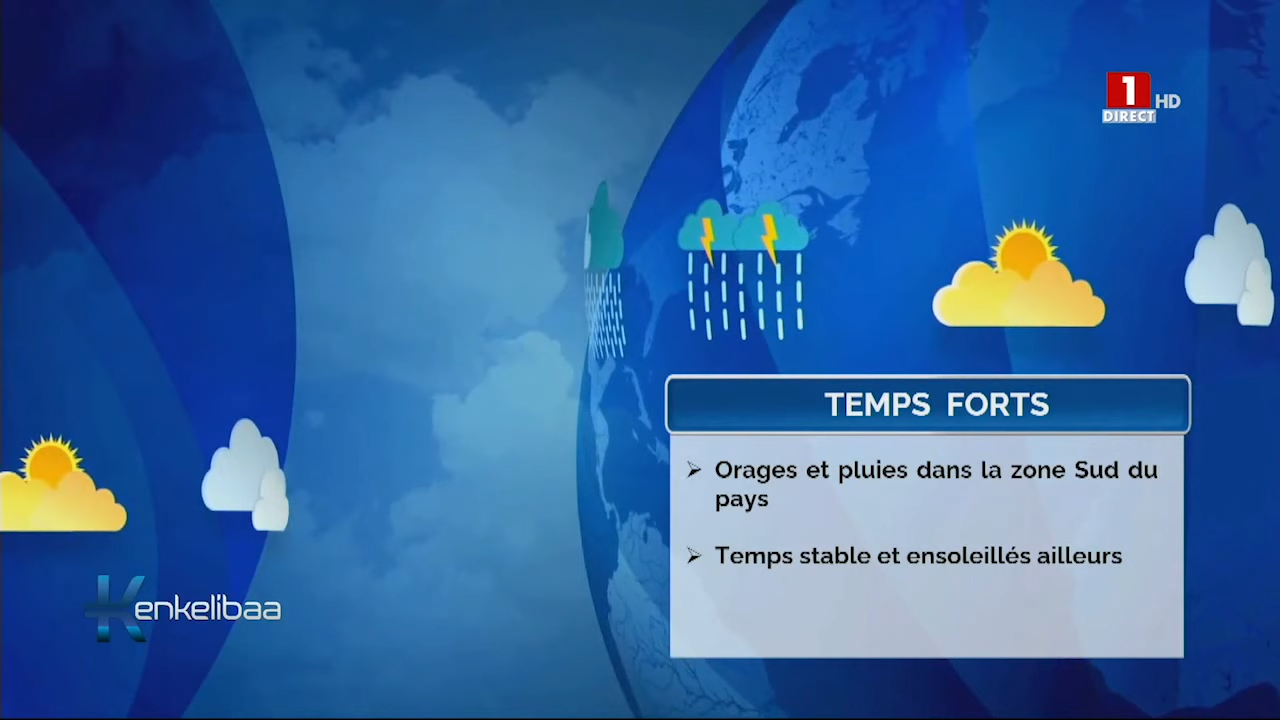 1 HD
DIRECT
TEMPS FORTS
➢ Orages et pluies dans la zone Sud du
pays
➢ Temps stable et ensoleillés ailleurs
Kenkelibaa